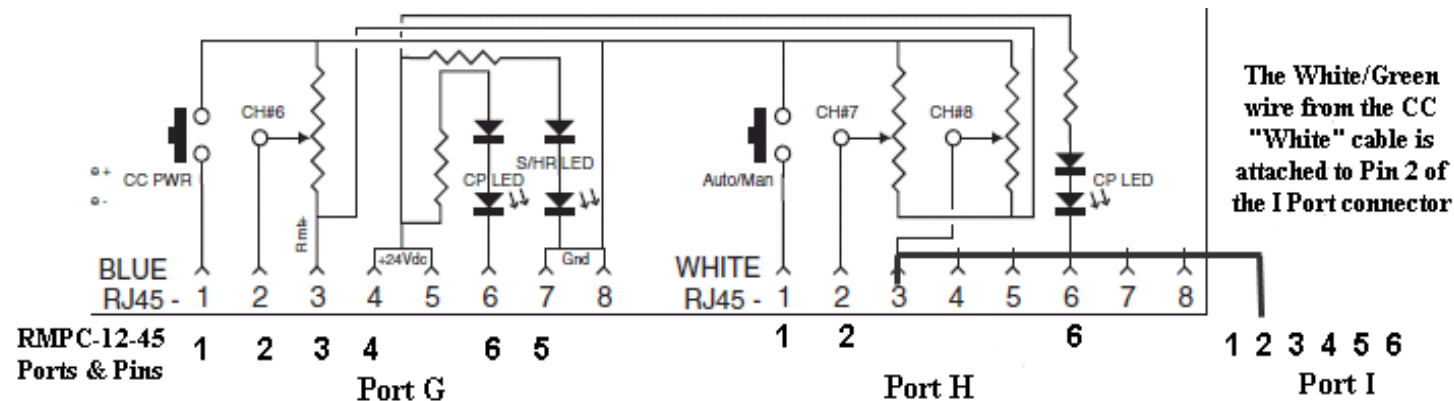 CH#6
CH#7
CH#8
CC PWR
S/HR LED
CP LED
Auto/Man
CP LED
The White/Green
wire from the CC
"White" cable is
attached to Pin 2 of
the I Port connector
+
-
+24Vdc
Gnd
BLUE
RJ45 - 1 2 3 4 5 6 7 8
WHITE
RJ45 - 1 2 3 4 5 6 7 8
RMPC-12-45
Ports & Pins
1 2 3 4 6 5
Port G
1 2 6
Port H
1 2 3 4 5 6
Port I